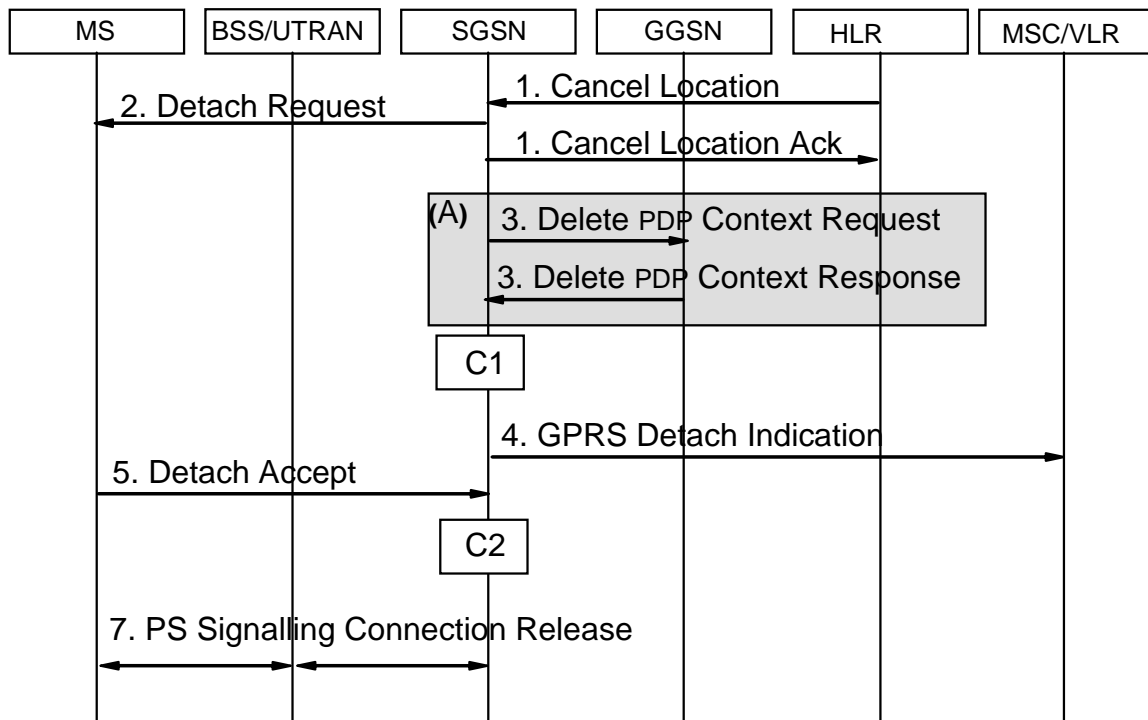 MS BSS/UTRAN SGSN GGSN HLR MSC/VLR
1. Cancel Location
2. Detach Request
1. Cancel Location Ack
(A)
3. Delete PDP Context Request
3. Delete PDP Context Response
C1
4. GPRS Detach Indication
5. Detach Accept
C2
7. PS Signalling Connection Release